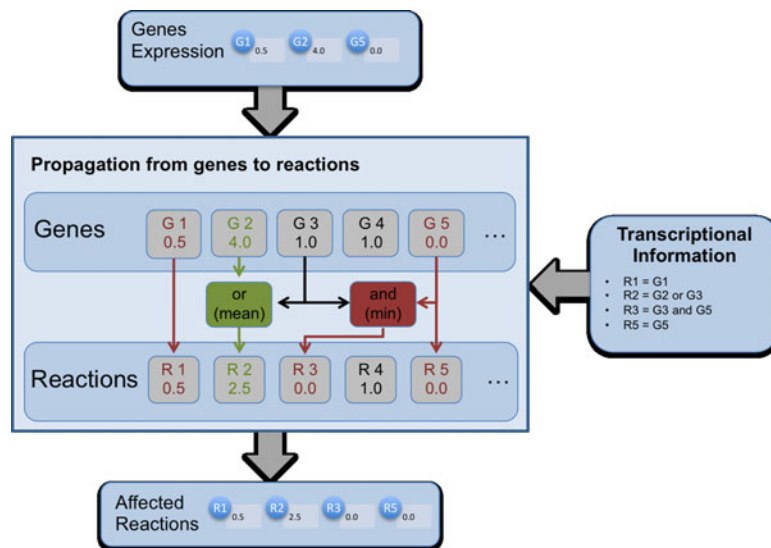 Genes
Expression
G1 0.5 G2 4.0 G5 0.0
Propagation from genes to reactions
Genes
G 1 G 2 G 3 G 4 G 5 ...
0.5 4.0 1.0 1.0 0.0
or and
(mean) (min)
Reactions
R 1 R 2 R 3 R 4 R 5 ...
0.5 2.5 0.0 1.0 0.0
Transcriptional
Information
• R1 = G1
• R2 = G2 or G3
• R3 = G3 and G5
• R5 = G5
Affected
Reactions
R1 0.5 R2 2.5 R3 0.0 R5 0.0